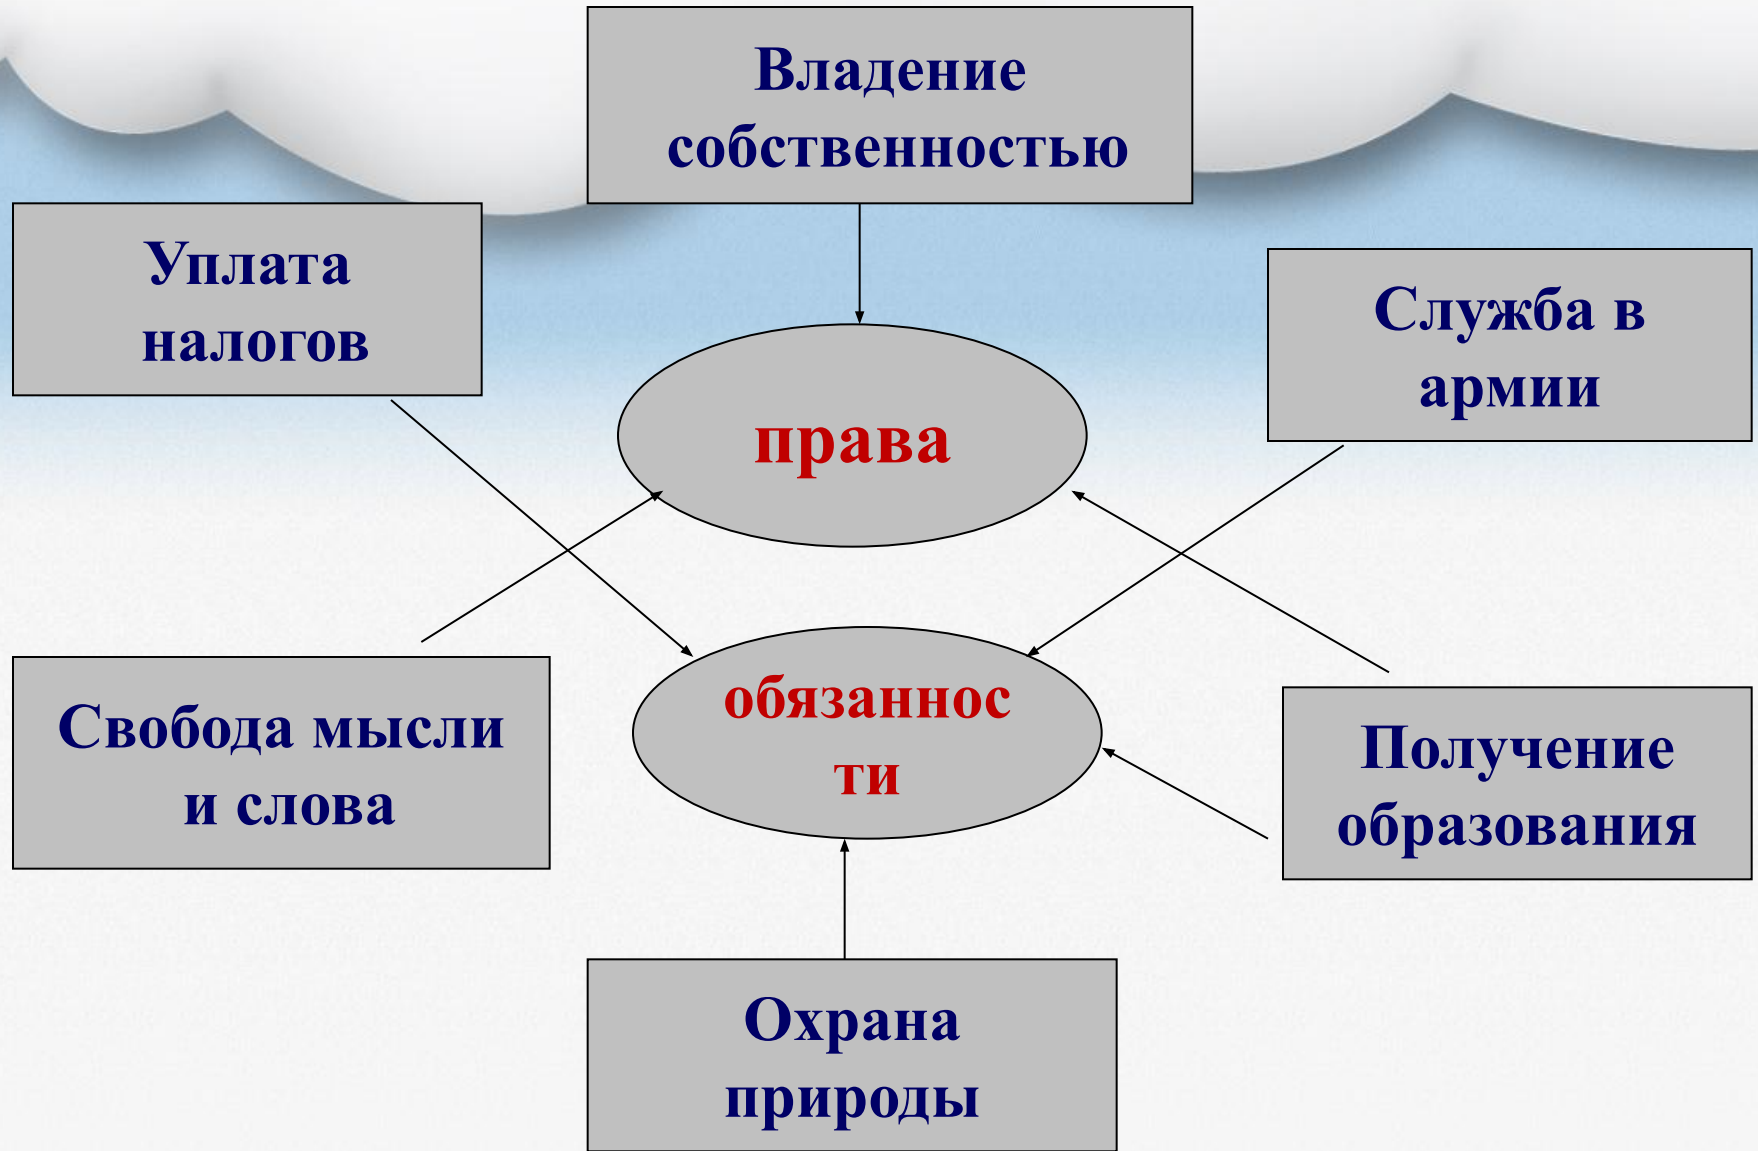 Владение
собственностью
Уплата
налогов
Служба в
армии
права
Свобода мысли
и слова
обязаннос
ти
Получение
образования
Охрана
природы